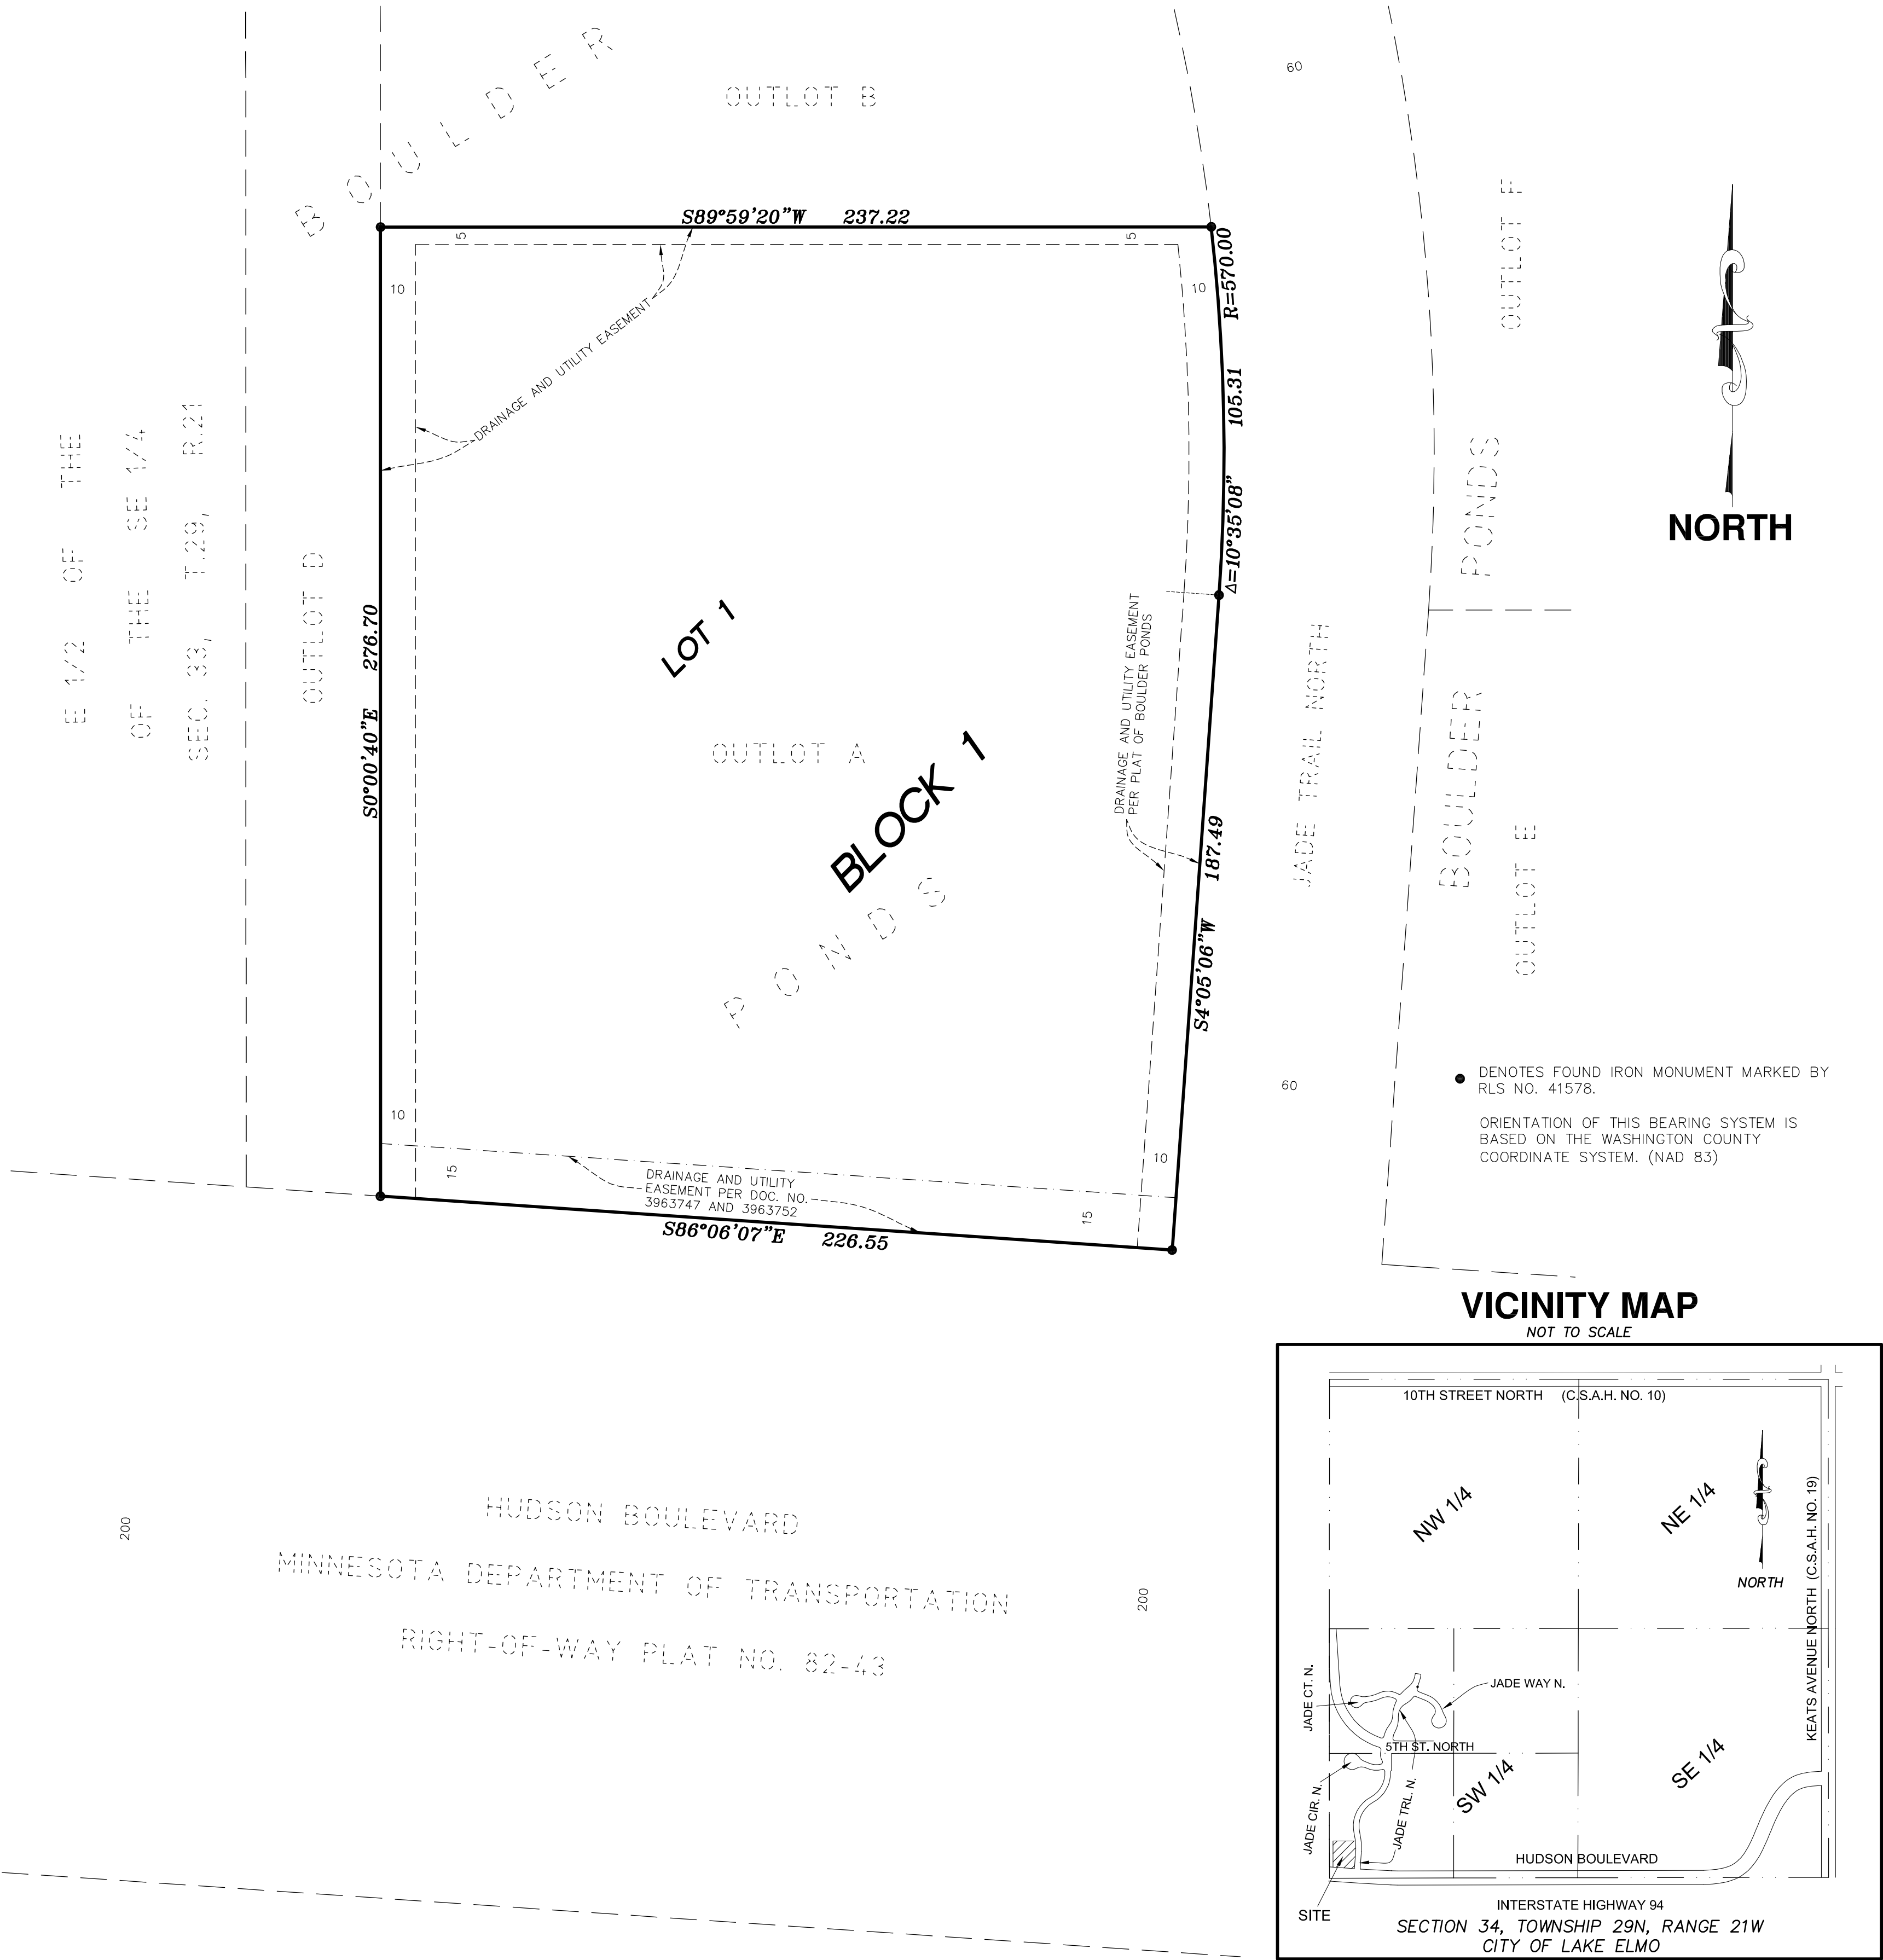 BOULDER
OUTLOT B
60
S89°59'20"W 237.22
5
5
10
10
R=570.00
105.31
Δ=10°35'08"
DRAINAGE AND UTILITY EASEMENT
OUTLOT F
NORTH
E 1/2 OF THE
OF THE SE 1/4
SEC. 33, T.29, R.21
OUTLOT D
S0°00'40"E 276.70
LOT 1
OUTLOT A
BLOCK 1
PONDS
DRAINAGE AND UTILITY EASEMENT
PER PLAT OF BOULDER PONDS
S4°05'06"W 187.49
JADE TRAIL NORTH
BOULDER PONDS
OUTLOT E
60
10
10
15
15
DRAINAGE AND UTILITY
EASEMENT PER DOC. NO.
3963747 AND 3963752
S86°06'07"E 226.55
DENOTES FOUND IRON MONUMENT MARKED BY
RLS NO. 41578.
ORIENTATION OF THIS BEARING SYSTEM IS
BASED ON THE WASHINGTON COUNTY
COORDINATE SYSTEM. (NAD 83)
200
HUDSON BOULEVARD
MINNESOTA DEPARTMENT OF TRANSPORTATION
RIGHT-OF-WAY PLAT NO. 82-43
200
VICINITY MAP
NOT TO SCALE
10TH STREET NORTH (C.S.A.H. NO. 10)
NW 1/4
NE 1/4
NORTH
KEATS AVENUE NORTH (C.S.A.H. NO. 19)
JADE CT. N.
JADE WAY N.
5TH ST. NORTH
JADE CIR. N.
JADE TRL. N.
SW 1/4
SE 1/4
HUDSON BOULEVARD
SITE
INTERSTATE HIGHWAY 94
SECTION 34, TOWNSHIP 29N, RANGE 21W
CITY OF LAKE ELMO